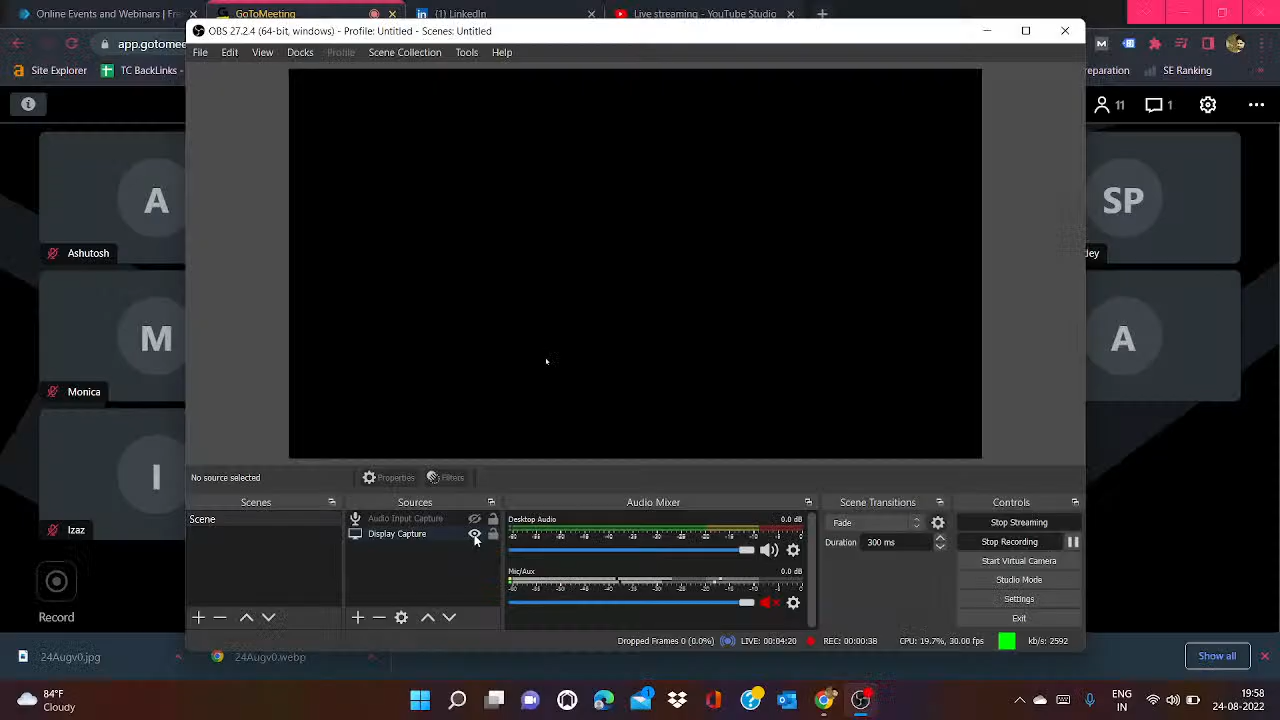 Online Events and Webinars | Fre
GoToMeeting
(1) LinkedIn
Live streaming - YouTube Studio
OBS 27.2.4 (64-bit, windows) - Profile: Untitled - Scenes: Untitled
app.gotome
File Edit View Docks Profile Scene Collection Tools Help
Site Explorer
TC BackLinks -
eparation
SE Ranking
11
1
A
Ashutosh
M
Monica
I
Izaz
SP
dey
A
Record
No source selected
Properties
Filters
Scenes
Sources
Audio Mixer
Scene Transitions
Controls
Scene
Audio Input Capture
Display Capture
Desktop Audio
0.0 dB
Mic/Aux
0.0 dB
Fade
Duration
300 ms
Stop Streaming
Stop Recording
Start Virtual Camera
Studio Mode
Settings
Exit
Dropped Frames 0 (0.0%)
LIVE: 00:04:20
REC: 00:00:38
CPU: 19.7%, 30.00 fps
kb/s: 2592
24Augv0.jpg
24Augv0.webp
Show all
84°F
Cloudy
ENG
IN
19:58
24-08-2022